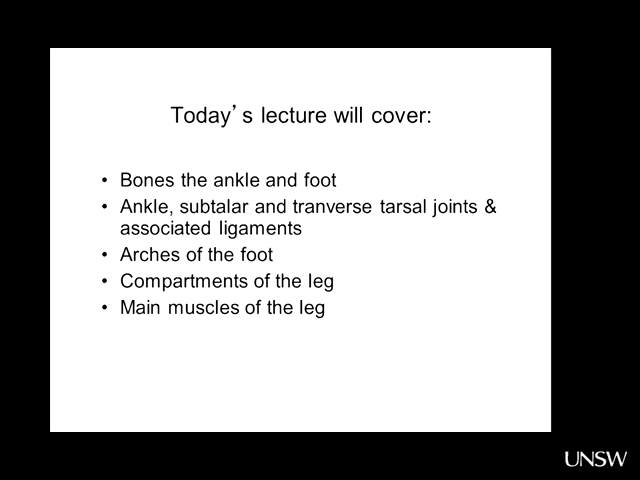 Today’s lecture will cover:
• Bones the ankle and foot
• Ankle, subtalar and tranverse tarsal joints &
associated ligaments
• Arches of the foot
• Compartments of the leg
• Main muscles of the leg
UNSW